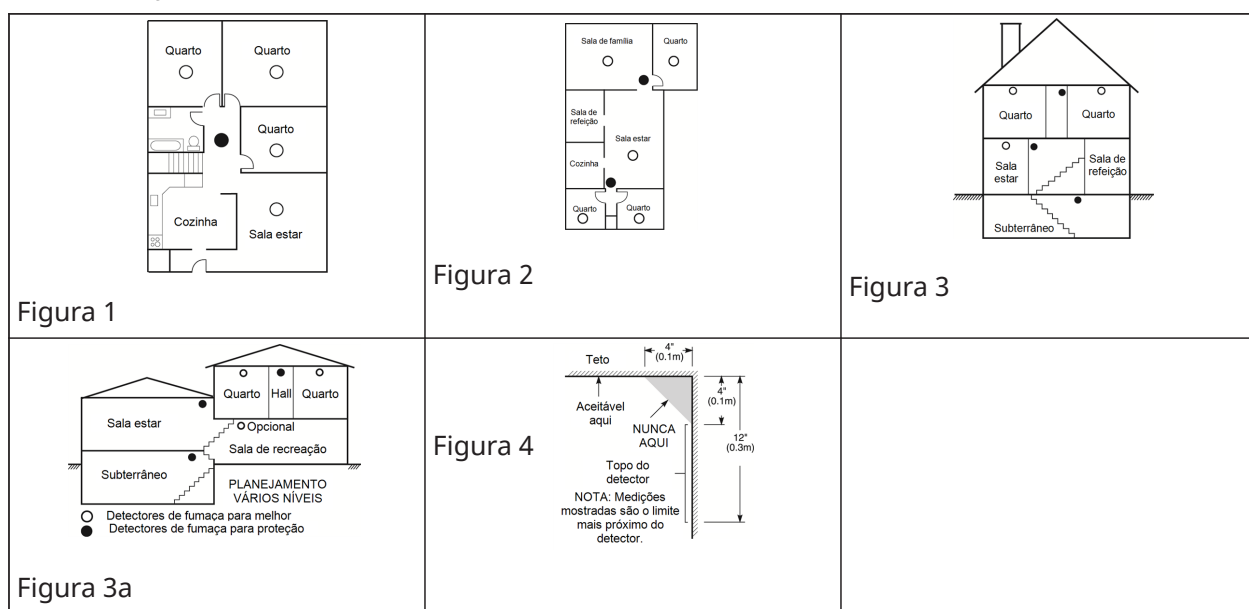 Quarto
Quarto
Quarto
Cozinha
Sala estar
Figura 1
Sala de família
Quarto
Sala de
refeição
Sala estar
Cozinha
Quarto
Quarto
Figura 2
Quarto
Quarto
Sala
estar
Sala de
refeição
Subterrâneo
Figura 3
Quarto
Hall
Quarto
Sala estar
Opcional
Sala de recreação
Subterrâneo
PLANEJAMENTO
VÁRIOS NÍVEIS
Detectores de fumaça para melhor
Detectores de fumaça para proteção
Figura 3a
4"
(0.1m)
Teto
4"
(0.1m)
Aceitável
aqui
NUNCA
AQUI
12"
(0.3m)
Figura 4
Topo do
detector
NOTA: Medições
mostradas são o limite
mais próximo do
detector.